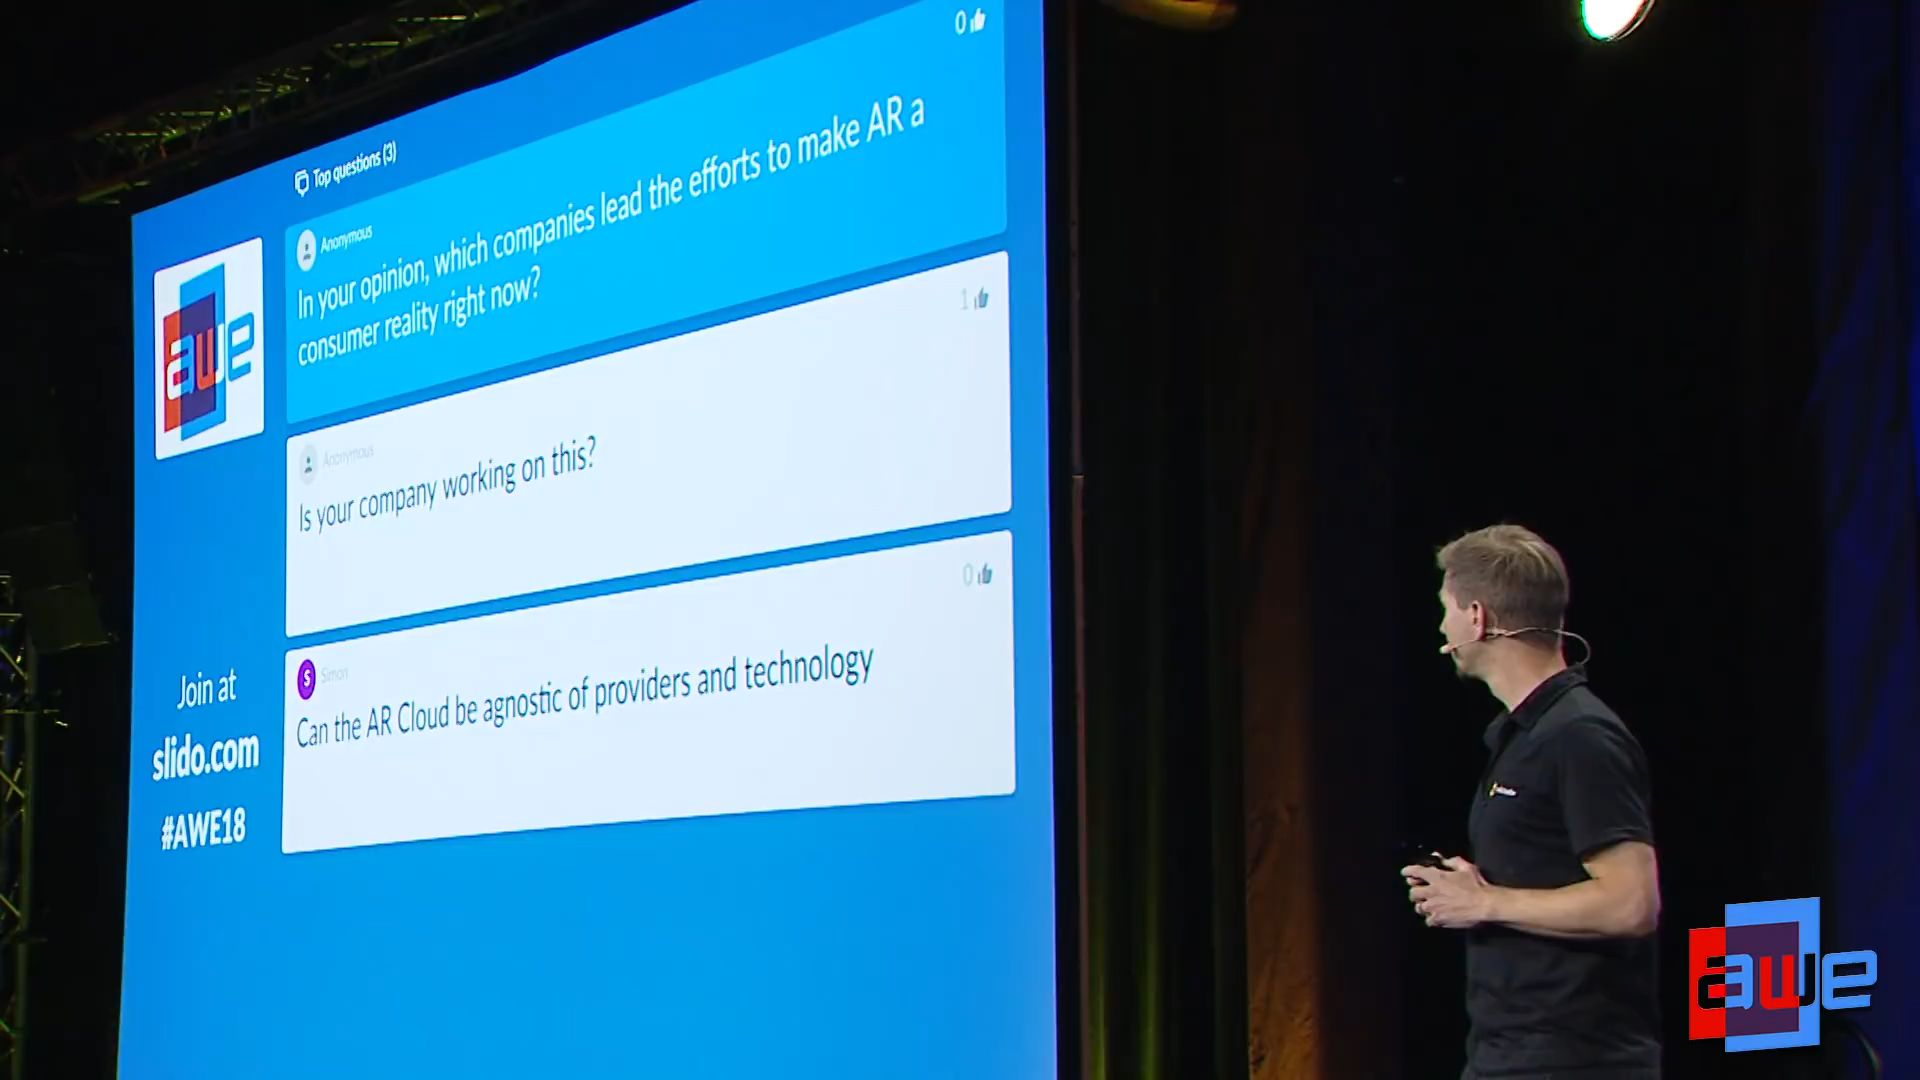 Top questions (3)
0
Anonymous
In your opinion, which companies lead the efforts to make AR a
consumer reality right now?
1
Anonymous
Is your company working on this?
0
S
Simon
Can the AR Cloud be agnostic of providers and technology
awe
Join at
slido.com
#AWE18
awe